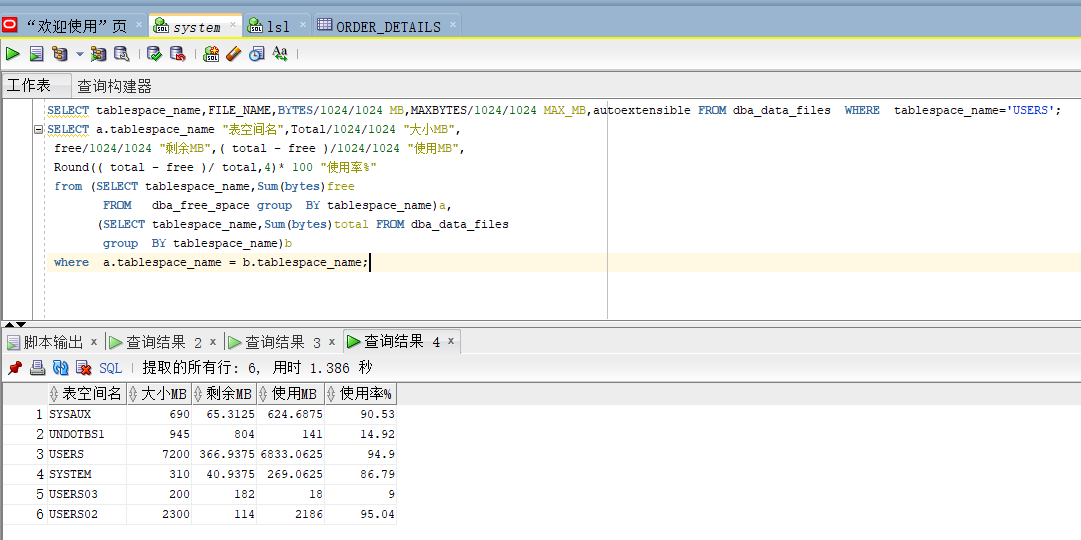 “欢迎使用”页 system lsl ORDER_DETAILS
工作表 查询构建器
SELECT tablespace_name,FILE_NAME,BYTES/1024/1024 MB,MAXBYTES/1024/1024 MAX_MB,autoextensible FROM dba_data_files  WHERE  tablespace_name='USERS';
SELECT a.tablespace_name "表空间名",Total/1024/1024 "大小MB",
free/1024/1024 "剩余MB",( total - free )/1024/1024 "使用MB",
Round(( total - free )/ total,4)* 100 "使用率%"
from (SELECT tablespace_name,Sum(bytes)free
FROM   dba_free_space group  BY tablespace_name)a,
(SELECT tablespace_name,Sum(bytes)total FROM dba_data_files
group  BY tablespace_name)b
where  a.tablespace_name = b.tablespace_name;
脚本输出 x 查询结果 2 x 查询结果 3 x 查询结果 4 x
SQL | 提取的所有行: 6, 用时 1.386 秒
表空间名 大小MB 剩余MB 使用MB 使用率%
1 SYSAUX 690 65.3125 624.6875 90.53
2 UNDOTBS1 945 804 141 14.92
3 USERS 7200 366.9375 6833.0625 94.9
4 SYSTEM 310 40.9375 269.0625 86.79
5 USERS03 200 182 18 9
6 USERS02 2300 114 2186 95.04